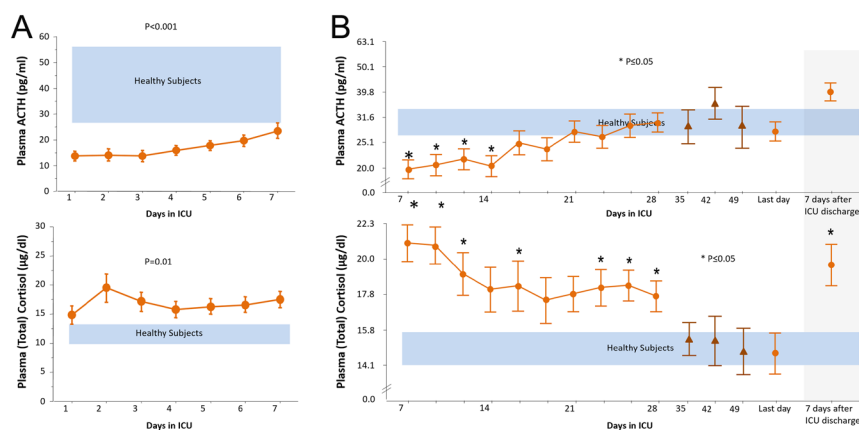 A
P<0.001
Plasma ACTH (pg/ml)
60
50
40
30
20
10
0
Healthy Subjects
1 2 3 4 5 6 7
Days in ICU
Plasma (Total) Cortisol (µg/dl)
30
25
20
15
10
5
0
P=0.01
Healthy Subjects
1 2 3 4 5 6 7
Days in ICU
B
Plasma ACTH (pg/ml)
63.1
50.1
39.8
31.6
25.1
20.0
0.0
* P≤0.05
Healthy Subjects
* * * *
7 14 21 28 35 42 49 Last day 7 days after
ICU discharge
Days in ICU
Plasma (Total) Cortisol (µg/dl)
22.3
20.0
17.8
15.8
14.1
0.0
* * * * * * * *
* P≤0.05
Healthy Subjects
7 14 21 28 35 42 49 Last day 7 days after
ICU discharge
Days in ICU